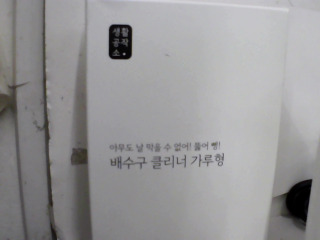 생활
공작
소.
아무도 날 막을 수 없어! 뚫어 뻥!
배수구 클리너 가루형